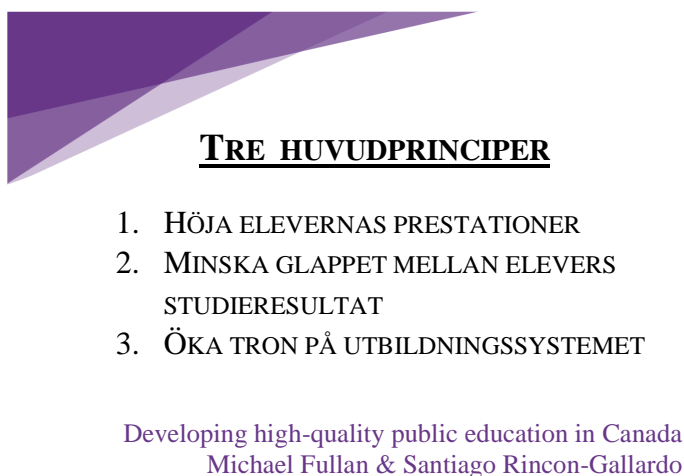 TRE HUVUDPRINCIPER
1. HÖJA ELEVERNAS PRESTATIONER
2. MINSKA GLAPPET MELLAN ELEVERS
STUDIERESULTAT
3. ÖKA TRON PÅ UTBILDNINGSSYSTEMET
Developing high-quality public education in Canada
Michael Fullan & Santiago Rincon-Gallardo